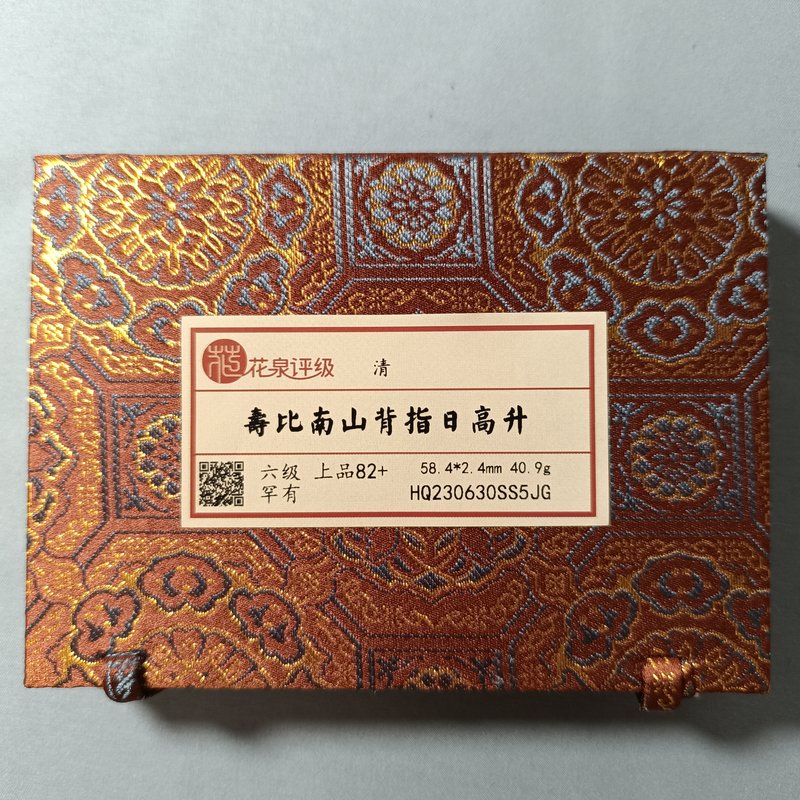 花泉评级 清
壽比南山背指日高升
六级 上品82+ 58.4*2.4mm 40.9g
罕有 HQ230630SS5JG